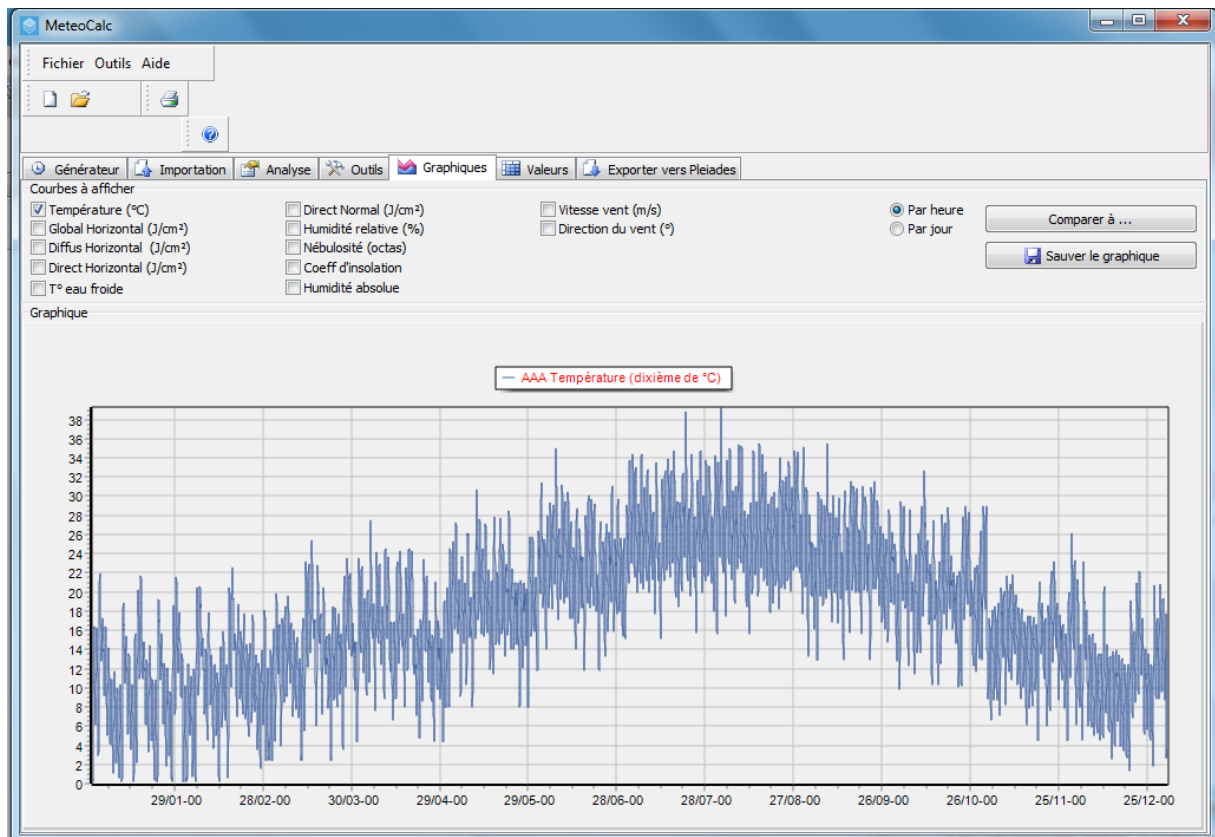 MeteoCalc
Fichier Outils Aide
Générateur Importation Analyse Outils Graphiques Valeurs Exporter vers Pleiades
Courbes à afficher
Température (°C) Direct Normal (J/cm²) Vitesse vent (m/s) Par heure
Global Horizontal (J/cm²) Humidité relative (%) Direction du vent (°) Par jour Comparer à ...
Diffus Horizontal (J/cm²) Nébulosité (octas)
Direct Horizontal (J/cm²) Coeff d'insolation Sauver le graphique
T° eau froide Humidité absolue
Graphique
AAA Température (dixième de °C)
38
36
34
32
30
28
26
24
22
20
18
16
14
12
10
8
6
4
2
0
29/01-00 28/02-00 30/03-00 29/04-00 29/05-00 28/06-00 28/07-00 27/08-00 26/09-00 26/10-00 25/11-00 25/12-00